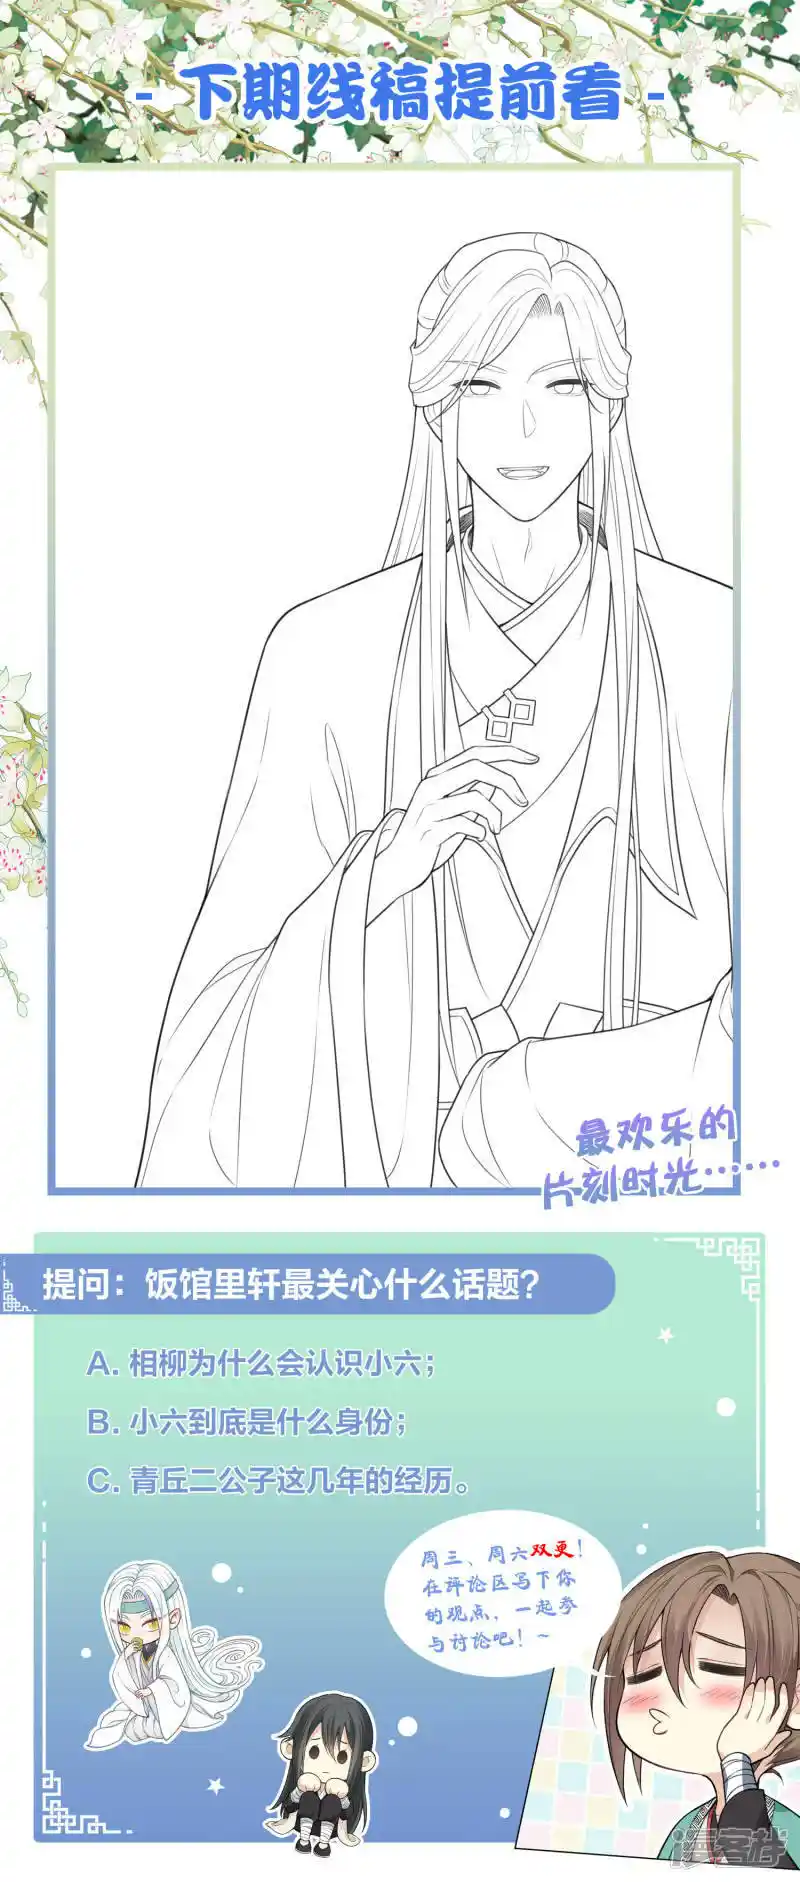 - 下期线稿提前看 -
最欢乐的
片刻时光……
提问：饭馆里轩最关心什么话题？
A. 相柳为什么会认识小六；
B. 小六到底是什么身份；
C. 青丘二公子这几年的经历。
周三、周六双更！
在评论区写下你
的观点，一起参
与讨论吧！~
漫客栈